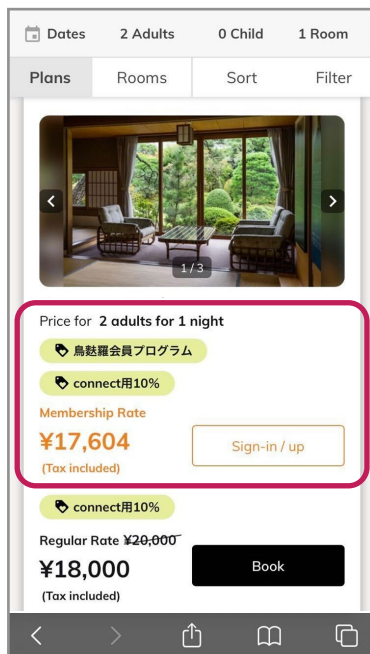 Dates 2 Adults 0 Child 1 Room
Plans Rooms Sort Filter
1 / 3
Price for 2 adults for 1 night
鳥麩羅会員プログラム
connect用10%
Membership Rate
¥17,604
Sign-in / up
(Tax included)
connect用10%
Regular Rate ¥20,000
¥18,000
Book
(Tax included)